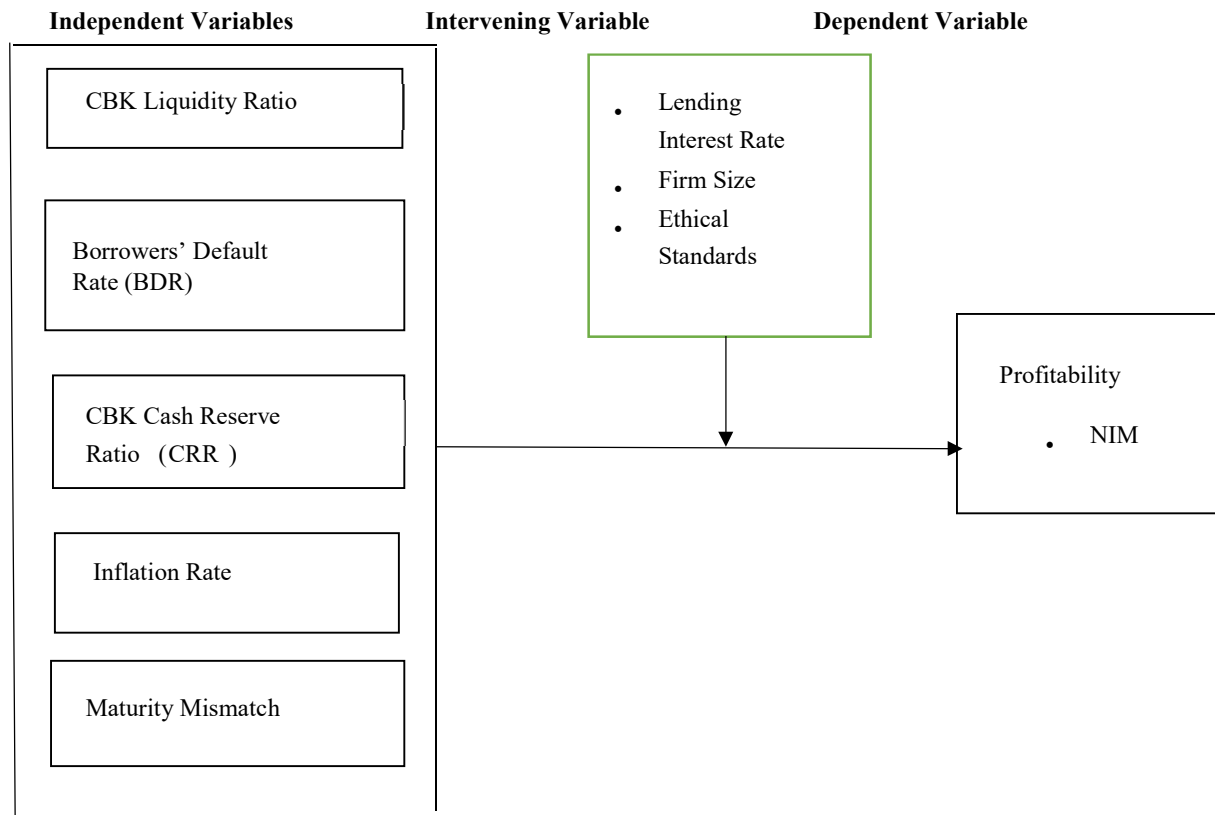 Independent Variables Intervening Variable Dependent Variable
CBK Liquidity Ratio
Borrowers’ Default
Rate (BDR)
CBK Cash Reserve
Ratio (CRR )
Inflation Rate
Maturity Mismatch
• Lending
Interest Rate
• Firm Size
• Ethical
Standards
Profitability
• NIM